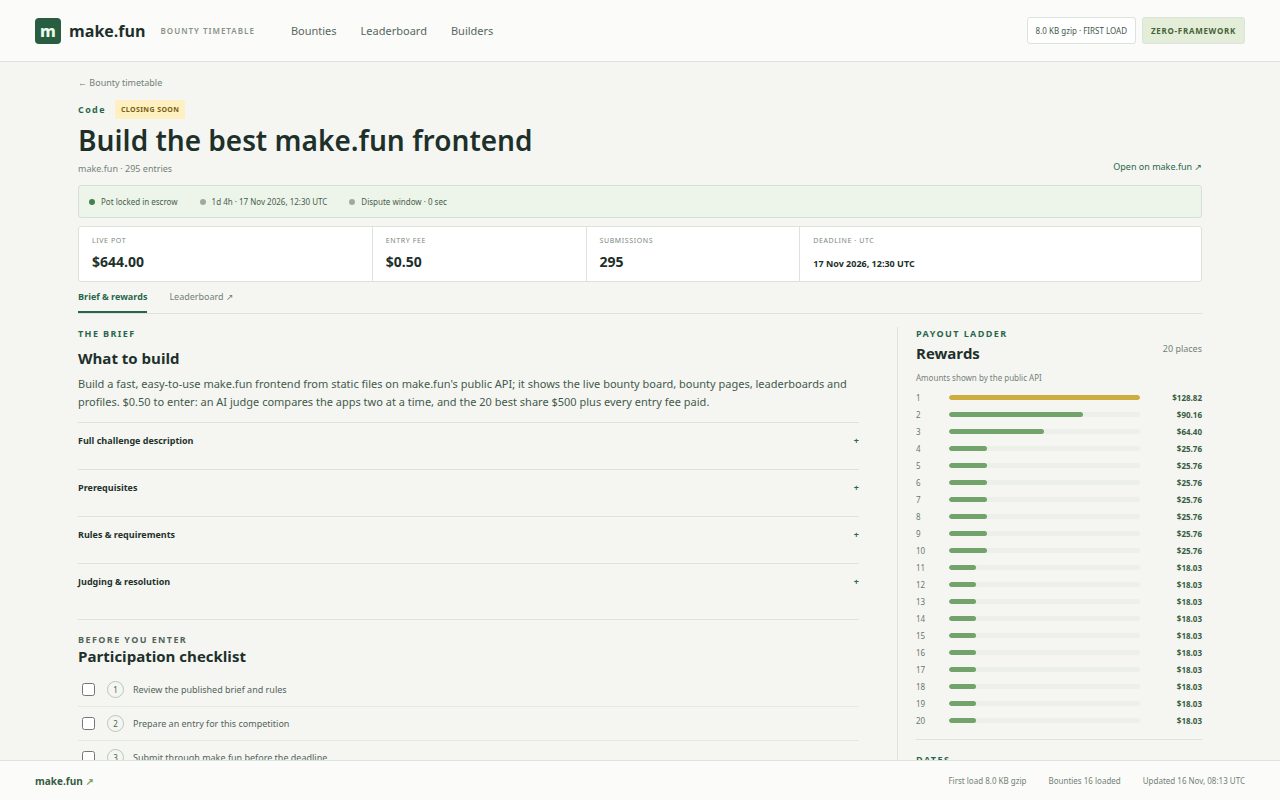 m make.fun BOUNTY TIMETABLE Bounties Leaderboard Builders 8.0 KB gzip · FIRST LOAD ZERO-FRAMEWORK
← Bounty timetable
Code CLOSING SOON
Build the best make.fun frontend
make.fun · 295 entries
Open on make.fun ↗
Pot locked in escrow 1d 4h · 17 Nov 2026, 12:30 UTC Dispute window · 0 sec
LIVE POT ENTRY FEE SUBMISSIONS DEADLINE · UTC
$644.00 $0.50 295 17 Nov 2026, 12:30 UTC
Brief & rewards Leaderboard ↗
THE BRIEF
What to build
Build a fast, easy-to-use make.fun frontend from static files on make.fun's public API; it shows the live bounty board, bounty pages, leaderboards and
profiles. $0.50 to enter: an AI judge compares the apps two at a time, and the 20 best share $500 plus every entry fee paid.
Full challenge description +
Prerequisites +
Rules & requirements +
Judging & resolution +
BEFORE YOU ENTER
Participation checklist
1 Review the published brief and rules
2 Prepare an entry for this competition
3 Submit through make.fun before the deadline
PAYOUT LADDER
Rewards 20 places
Amounts shown by the public API
1 $128.82
2 $90.16
3 $64.40
4 $25.76
5 $25.76
6 $25.76
7 $25.76
8 $25.76
9 $25.76
10 $25.76
11 $18.03
12 $18.03
13 $18.03
14 $18.03
15 $18.03
16 $18.03
17 $18.03
18 $18.03
19 $18.03
20 $18.03
DATES
make.fun ↗ First load 8.0 KB gzip Bounties 16 loaded Updated 16 Nov, 08:13 UTC